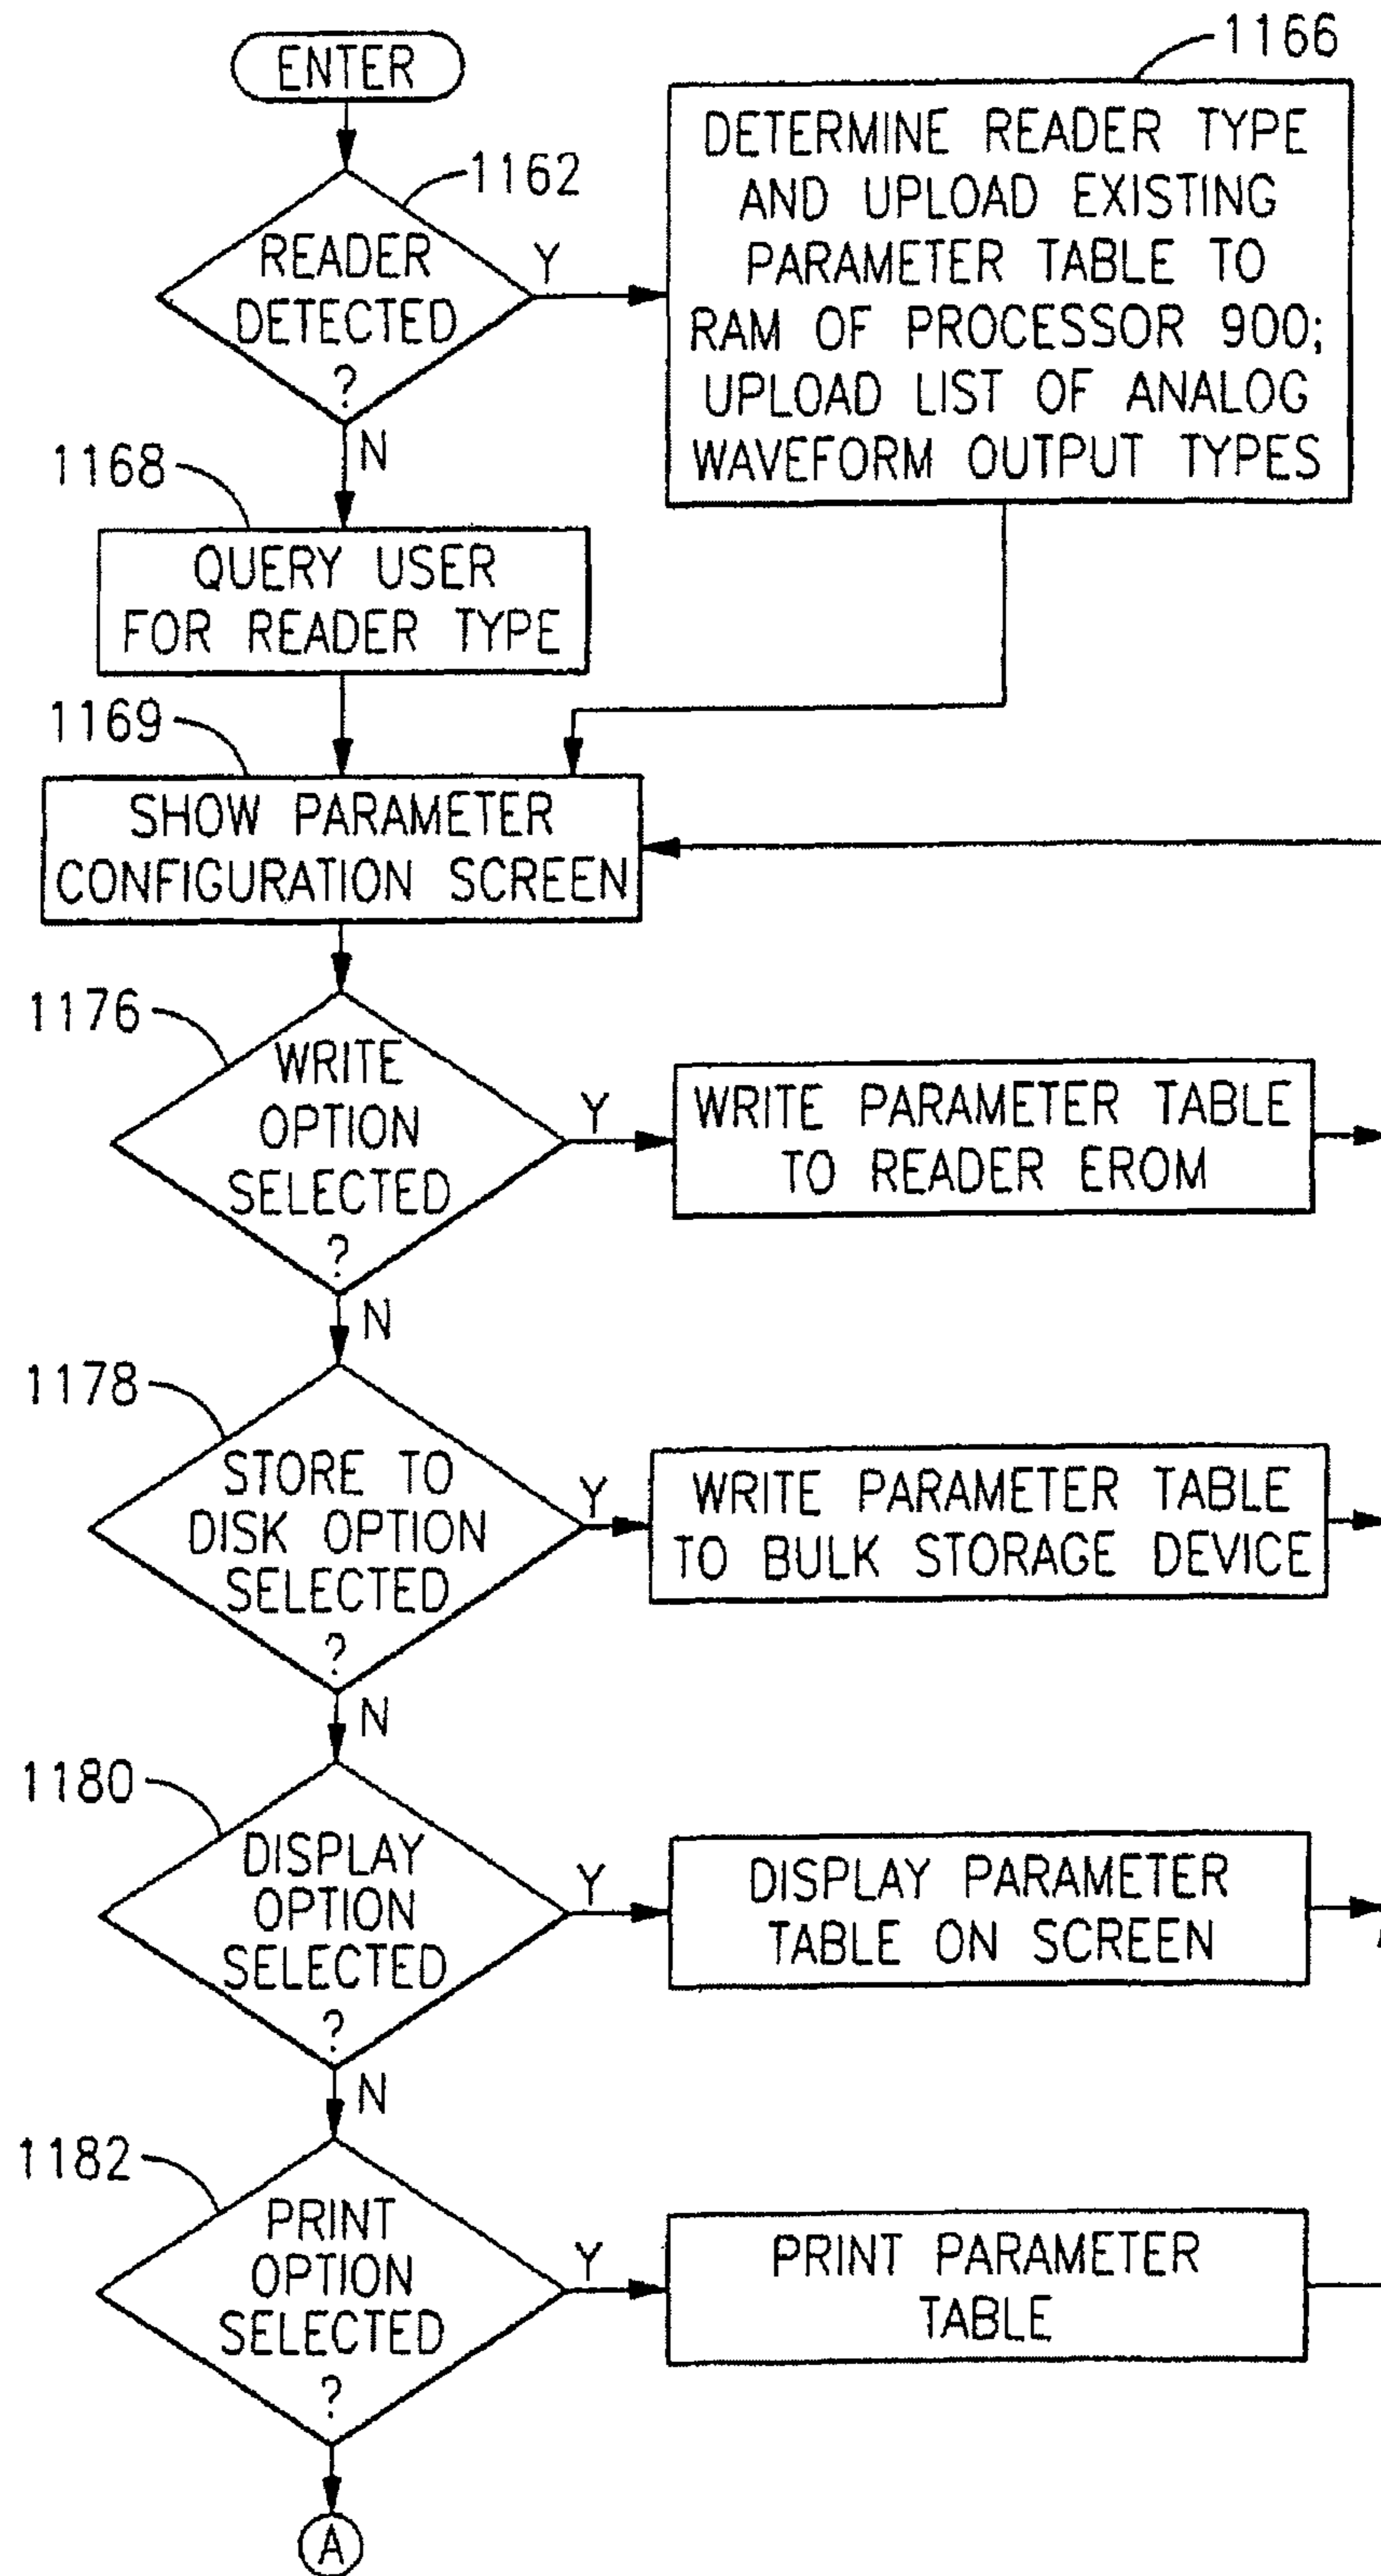 ENTER
1166
DETERMINE READER TYPE
AND UPLOAD EXISTING
PARAMETER TABLE TO
RAM OF PROCESSOR 900;
UPLOAD LIST OF ANALOG
WAVEFORM OUTPUT TYPES
1162
READER
DETECTED
?
Y
N
1168
QUERY USER
FOR READER TYPE
1169
SHOW PARAMETER
CONFIGURATION SCREEN
1176
WRITE
OPTION
SELECTED
?
Y
WRITE PARAMETER TABLE
TO READER EROM
N
1178
STORE TO
DISK OPTION
SELECTED
?
Y
WRITE PARAMETER TABLE
TO BULK STORAGE DEVICE
N
1180
DISPLAY
OPTION
SELECTED
?
Y
DISPLAY PARAMETER
TABLE ON SCREEN
N
1182
PRINT
OPTION
SELECTED
?
Y
PRINT PARAMETER
TABLE
A